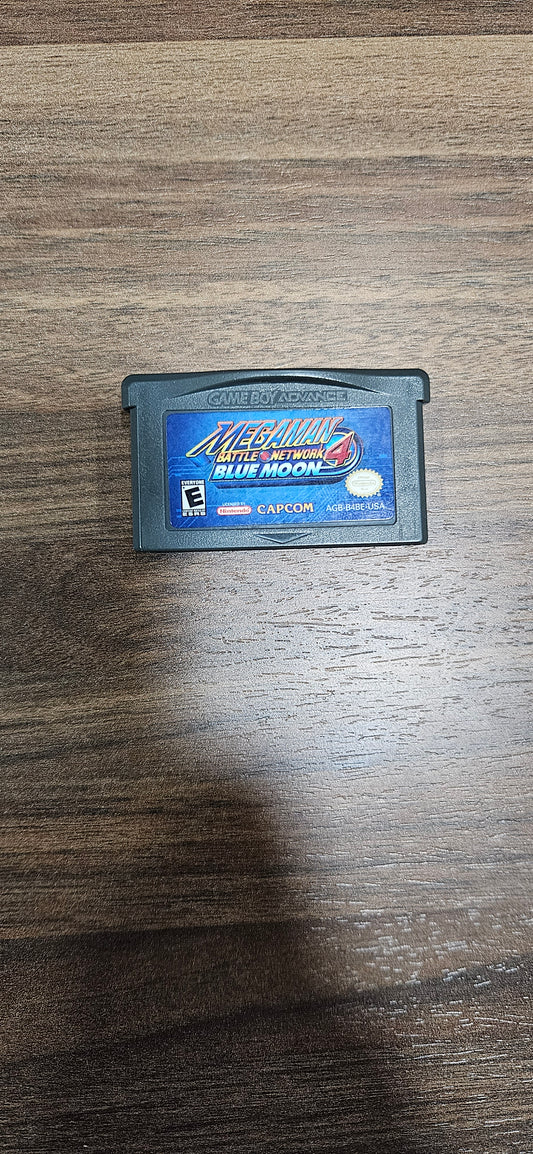 GAME BOY ADVANCE
MEGAMAN
BATTLE NETWORK 4
BLUE MOON
EVERYONE
E
ESRB
LICENSED BY
Nintendo
CAPCOM
AGB-B4BE-USA